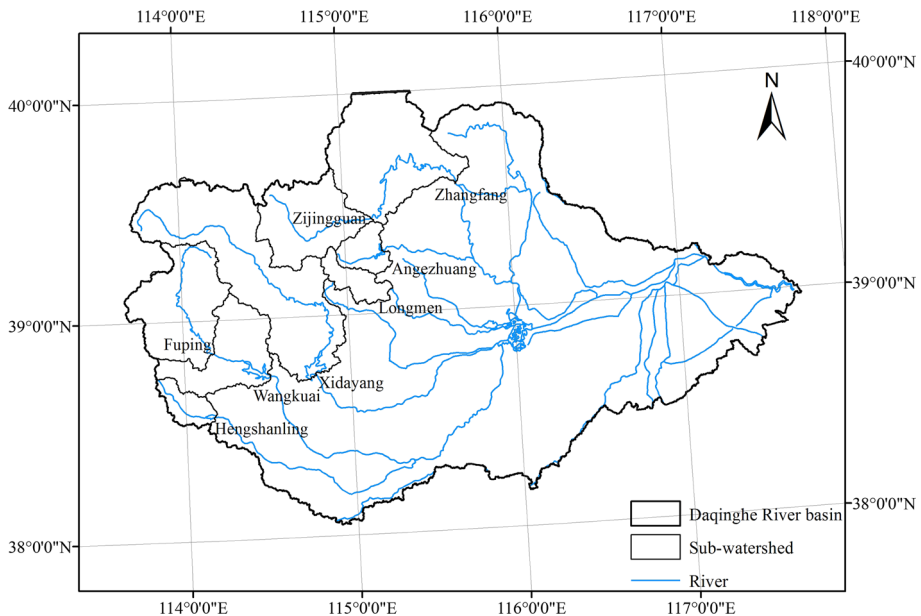 114°0'0"E
115°0'0"E
116°0'0"E
117°0'0"E
118°0'0"E
40°0'0"N
40°0'0"N
N
Zhangfang
Zijingguan
Angezhuang
39°0'0"N
Longmen
39°0'0"N
Fuping
Xidayang
Wangkuai
Hengshanling
38°0'0"N
Daqinghe River basin
38°0'0"N
Sub-watershed
River
114°0'0"E
115°0'0"E
116°0'0"E
117°0'0"E